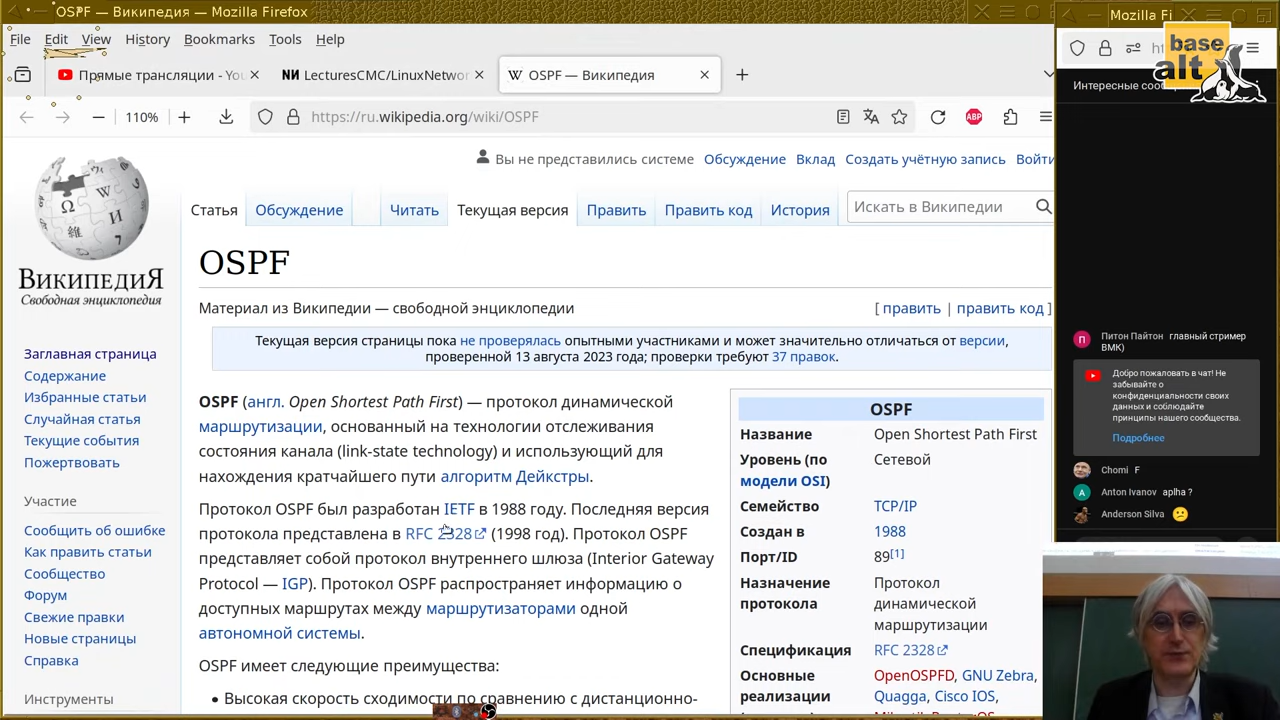 OSPF — Википедия — Mozilla Firefox
File Edit View History Bookmarks Tools Help
Прямые трансляции - You
LecturesCMC/LinuxNetwor
OSPF — Википедия
110%
https://ru.wikipedia.org/wiki/OSPF
Вы не представились системе Обсуждение Вклад Создать учётную запись Войти
Статья Обсуждение Читать Текущая версия Править Править код История Искать в Википедии
ВИКИПЕДИЯ
Свободная энциклопедия
Заглавная страница
Содержание
Избранные статьи
Случайная статья
Текущие события
Пожертвовать
Участие
Сообщить об ошибке
Сообщество
Форум
Свежие правки
Новые страницы
Справка
Инструменты
OSPF
Материал из Википедии — свободной энциклопедии
[ править | править код ]
Текущая версия страницы пока не проверялась опытными участниками и может значительно отличаться от версии,
проверенной 13 августа 2023 года; проверки требуют 37 правок.
OSPF (англ. Open Shortest Path First) — протокол динамической
маршрутизации, основанный на технологии отслеживания
состояния канала (link-state technology) и использующий для
нахождения кратчайшего пути алгоритм Дейкстры.
Протокол OSPF был разработан IETF в 1988 году. Последняя версия
протокола представлена в RFC 2328 (1998 год). Протокол OSPF
представляет собой протокол внутреннего шлюза (Interior Gateway
Protocol — IGP). Протокол OSPF распространяет информацию о
доступных маршрутах между маршрутизаторами одной
автономной системы.
OSPF имеет следующие преимущества:
• Высокая скорость сходимости по сравнению с дистанционно-
OSPF
Название Open Shortest Path First
Уровень (по Сетевой
модели OSI)
Семейство TCP/IP
Создан в 1988
Порт/ID 89[1]
Назначение Протокол
протокола динамической
маршрутизации
Спецификация RFC 2328
Основные OpenOSPFD, GNU Zebra,
реализации Quagga, Cisco IOS,
Mozilla Fi
base
alt
Интересные сооб
Питон Пайтон главный стример
ВМК)
Добро пожаловать в чат! Не
забывайте о
конфиденциальности своих
данных и соблюдайте
принципы нашего сообщества.
Подробнее
Chomi F
Anton Ivanov aplha ?
Anderson Silva